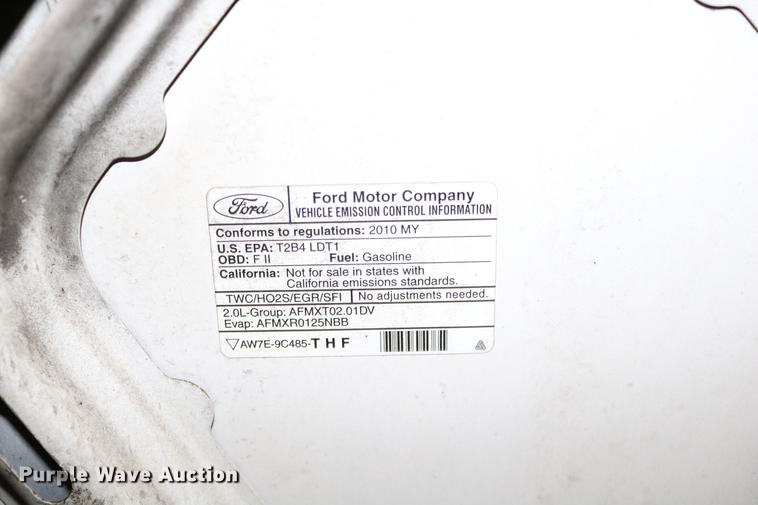 Ford
Ford Motor Company
VEHICLE EMISSION CONTROL INFORMATION
Conforms to regulations: 2010 MY
U.S. EPA: T2B4 LDT1
OBD: F II Fuel: Gasoline
California: Not for sale in states with
California emissions standards.
TWC/HO2S/EGR/SFI No adjustments needed.
2.0L-Group: AFMXT02.01DV
Evap: AFMXR0125NBB
AW7E-9C485-T H F
Purple Wave Auction